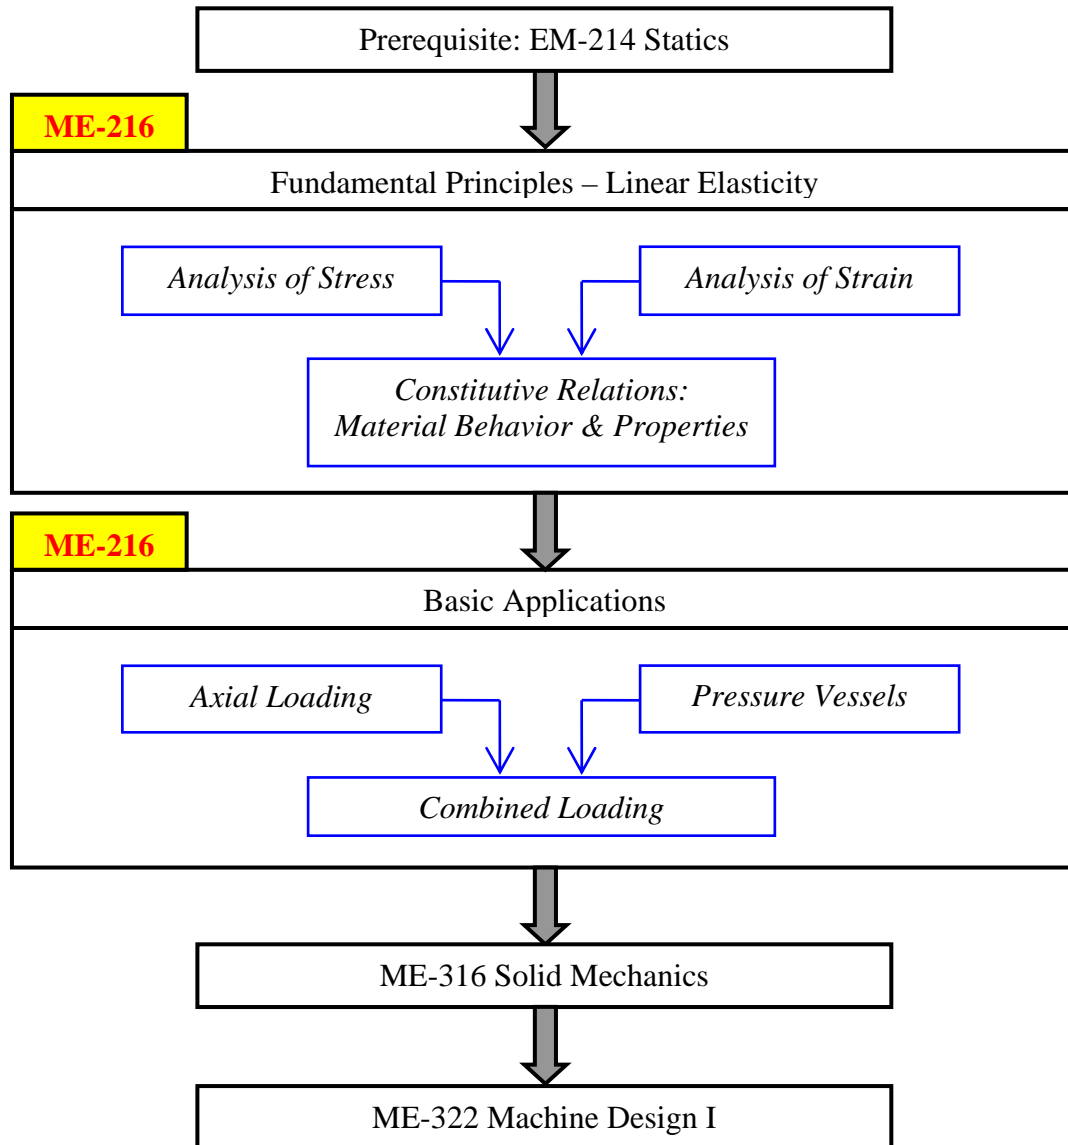 Prerequisite: EM-214 Statics
ME-216
Fundamental Principles – Linear Elasticity
Analysis of Stress
Analysis of Strain
Constitutive Relations:
Material Behavior & Properties
ME-216
Basic Applications
Axial Loading
Pressure Vessels
Combined Loading
ME-316 Solid Mechanics
ME-322 Machine Design I